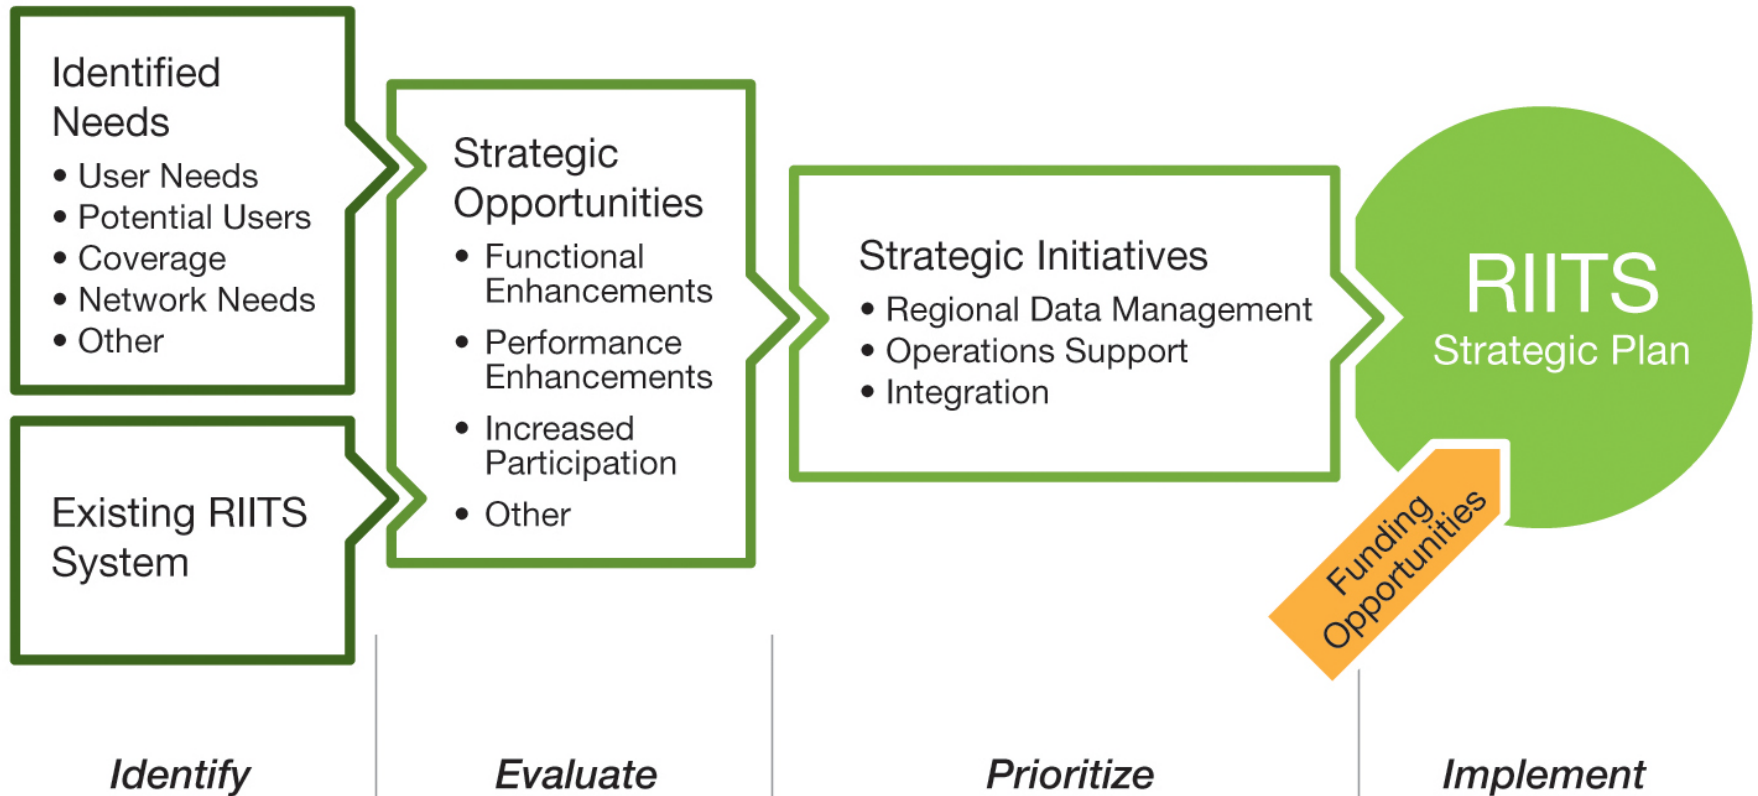 Identified
Needs
• User Needs
• Potential Users
• Coverage
• Network Needs
• Other
Existing RIITS
System
Strategic
Opportunities
• Functional
Enhancements
• Performance
Enhancements
• Increased
Participation
• Other
Strategic Initiatives
• Regional Data Management
• Operations Support
• Integration
RIITS
Strategic Plan
Funding
Opportunities
Identify
Evaluate
Prioritize
Implement